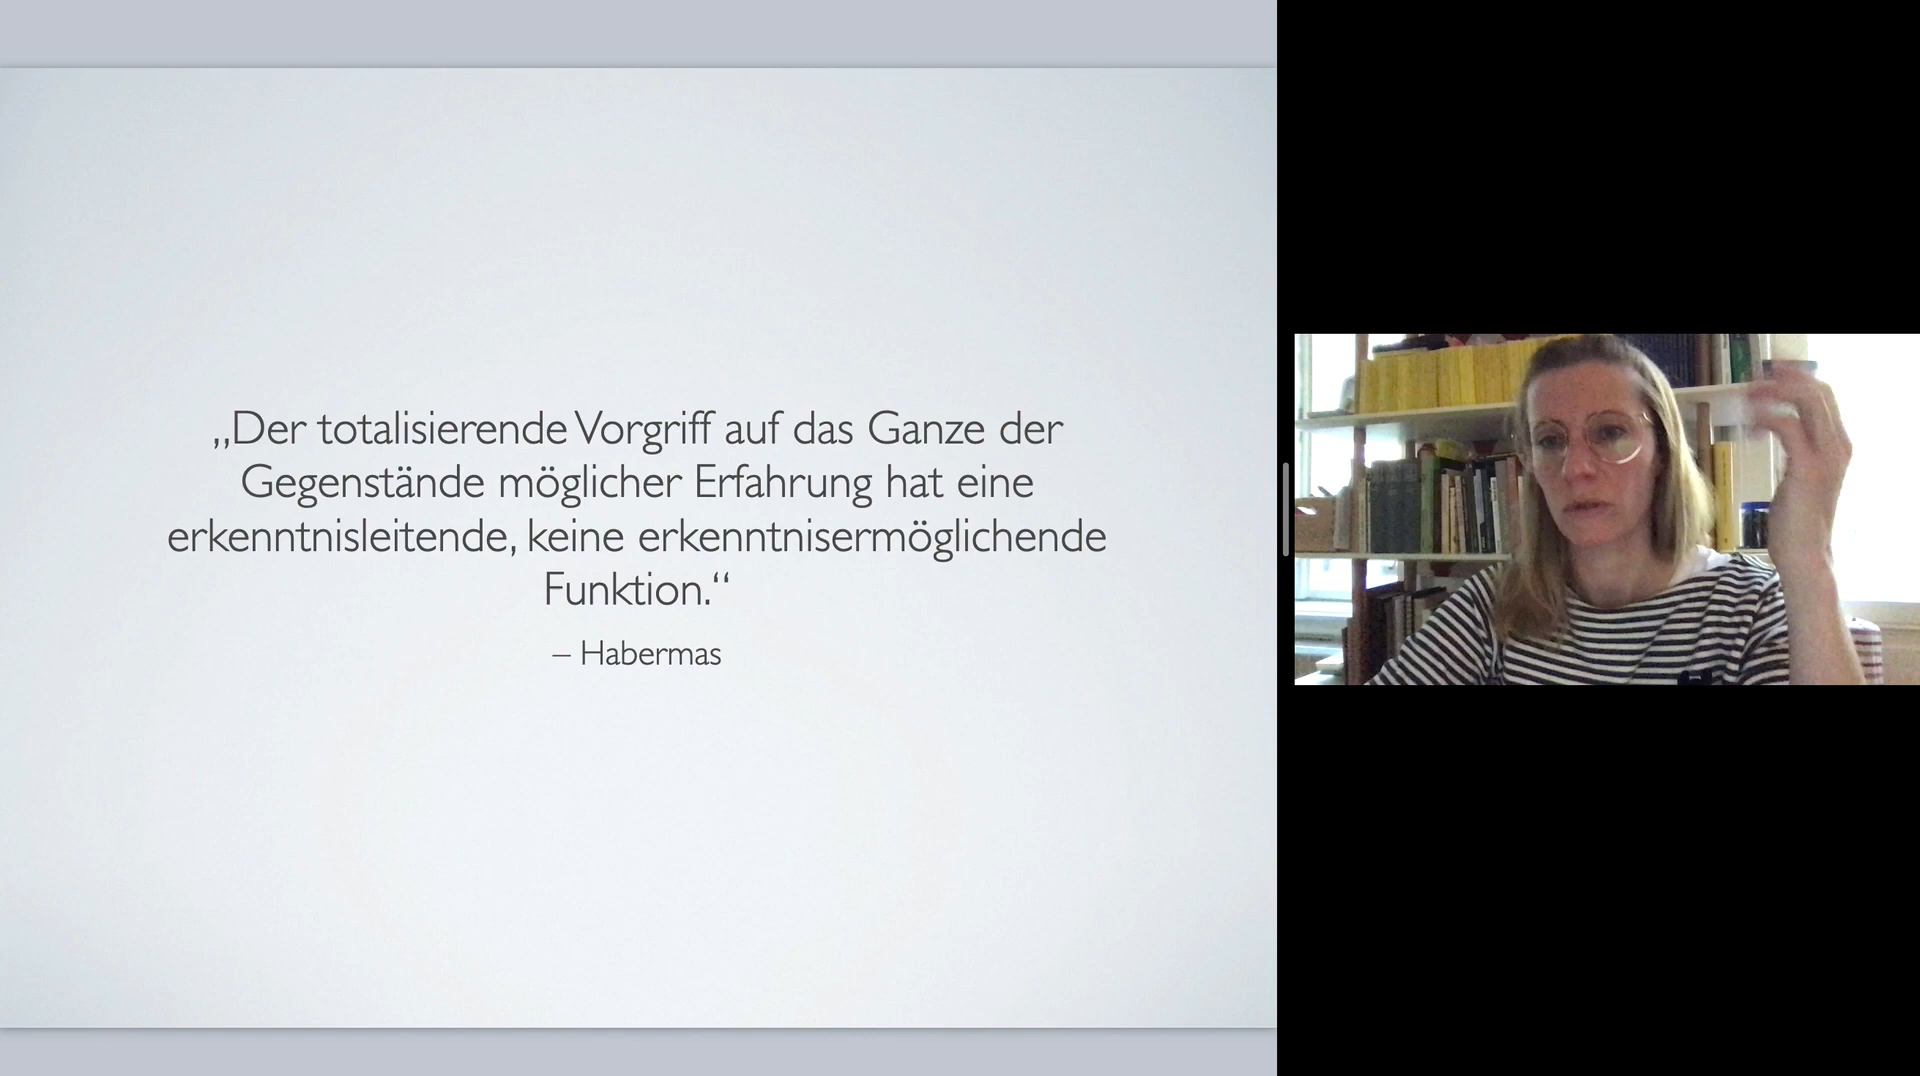 „Der totalisierende Vorgriff auf das Ganze der
Gegenstände möglicher Erfahrung hat eine
erkenntnisleitende, keine erkenntnisermöglichende
Funktion.“
– Habermas